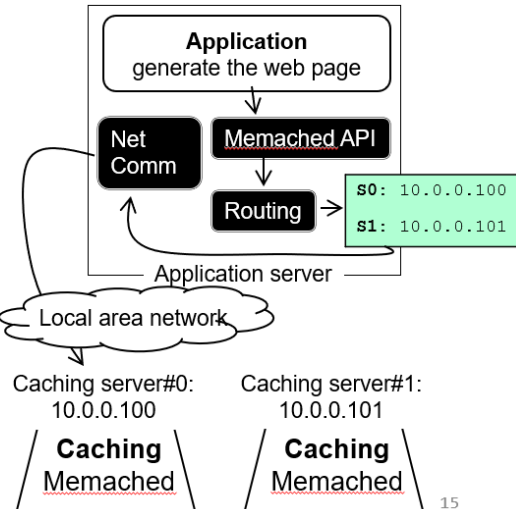 Application
generate the web page
Net
Comm
Memached API
Routing
S0: 10.0.0.100
S1: 10.0.0.101
Application server
Local area network
Caching server#0:
10.0.0.100
Caching server#1:
10.0.0.101
Caching
Memached
Caching
Memached
15